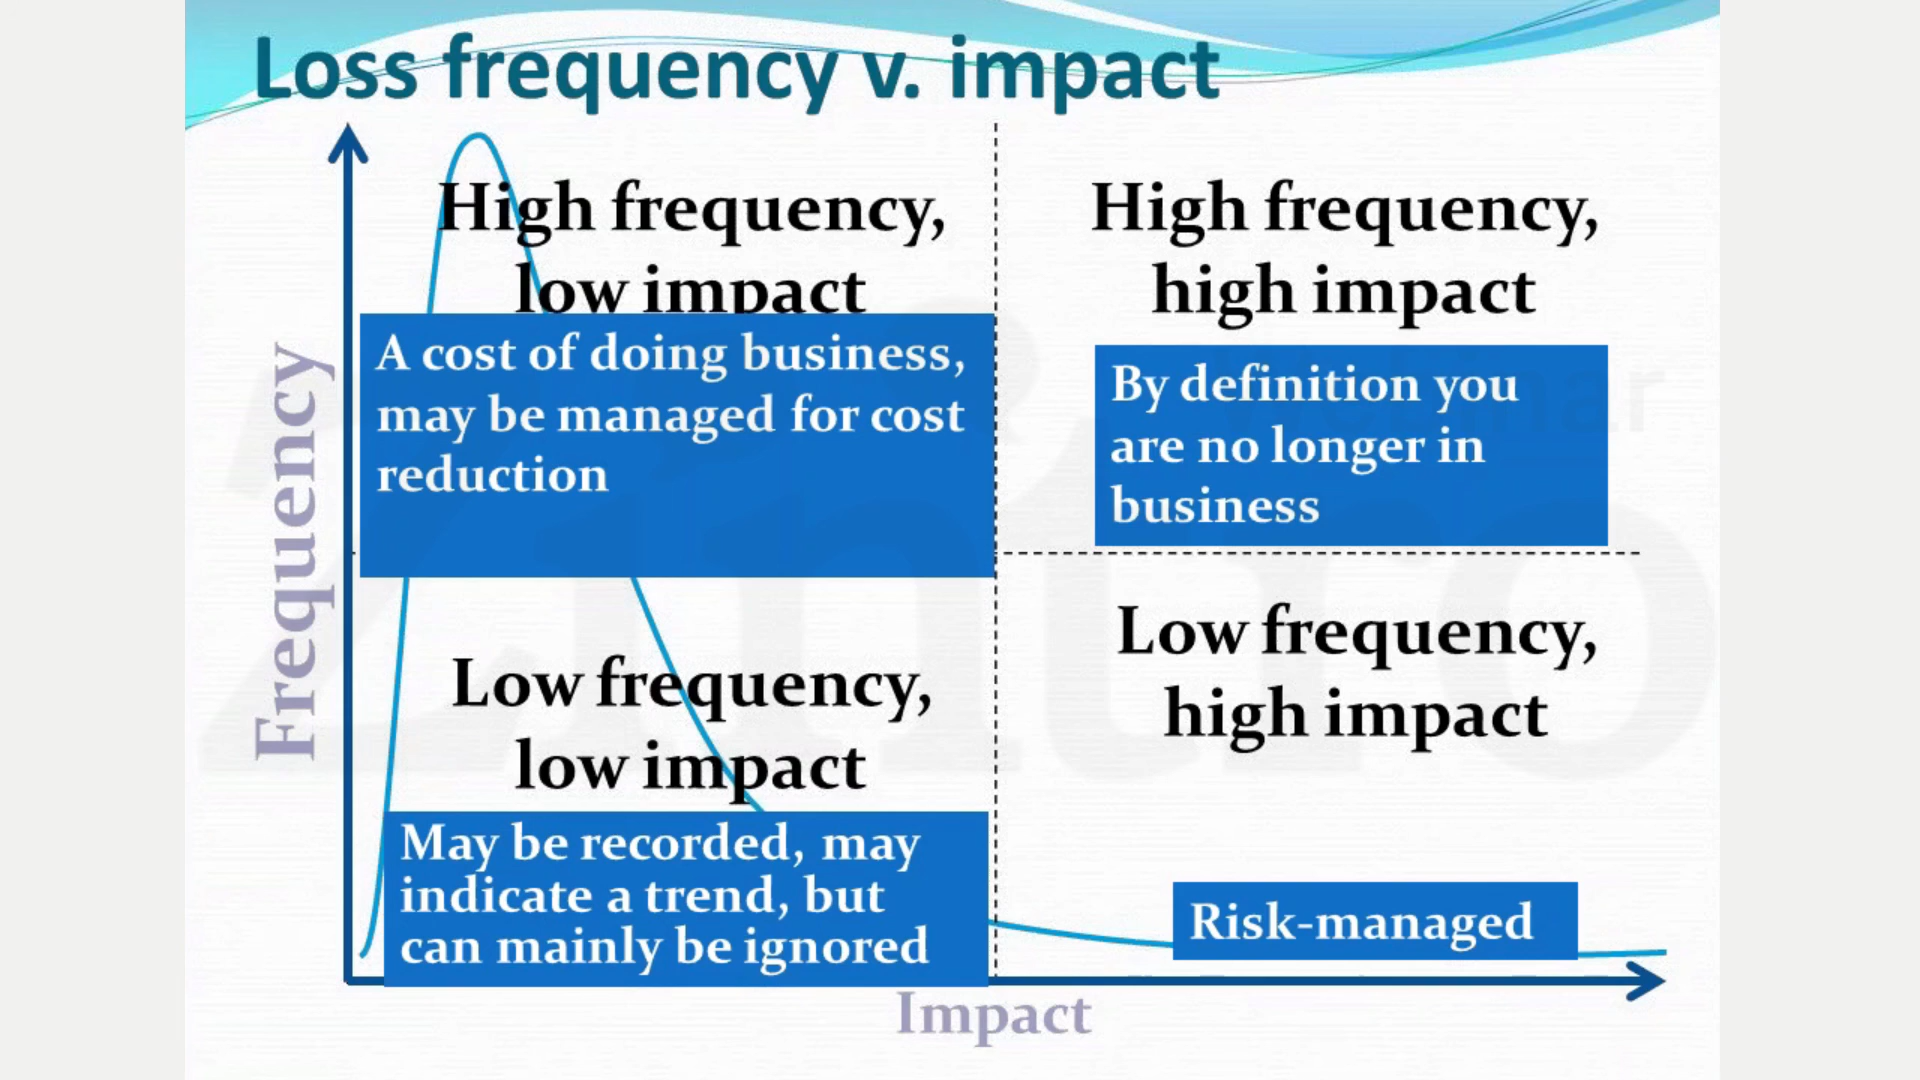 Loss frequency v. impact
High frequency,
low impact
A cost of doing business,
may be managed for cost
reduction
High frequency,
high impact
By definition you
are no longer in
business
Frequency
Low frequency,
low impact
May be recorded, may
indicate a trend, but
can mainly be ignored
Low frequency,
high impact
Risk-managed
Impact